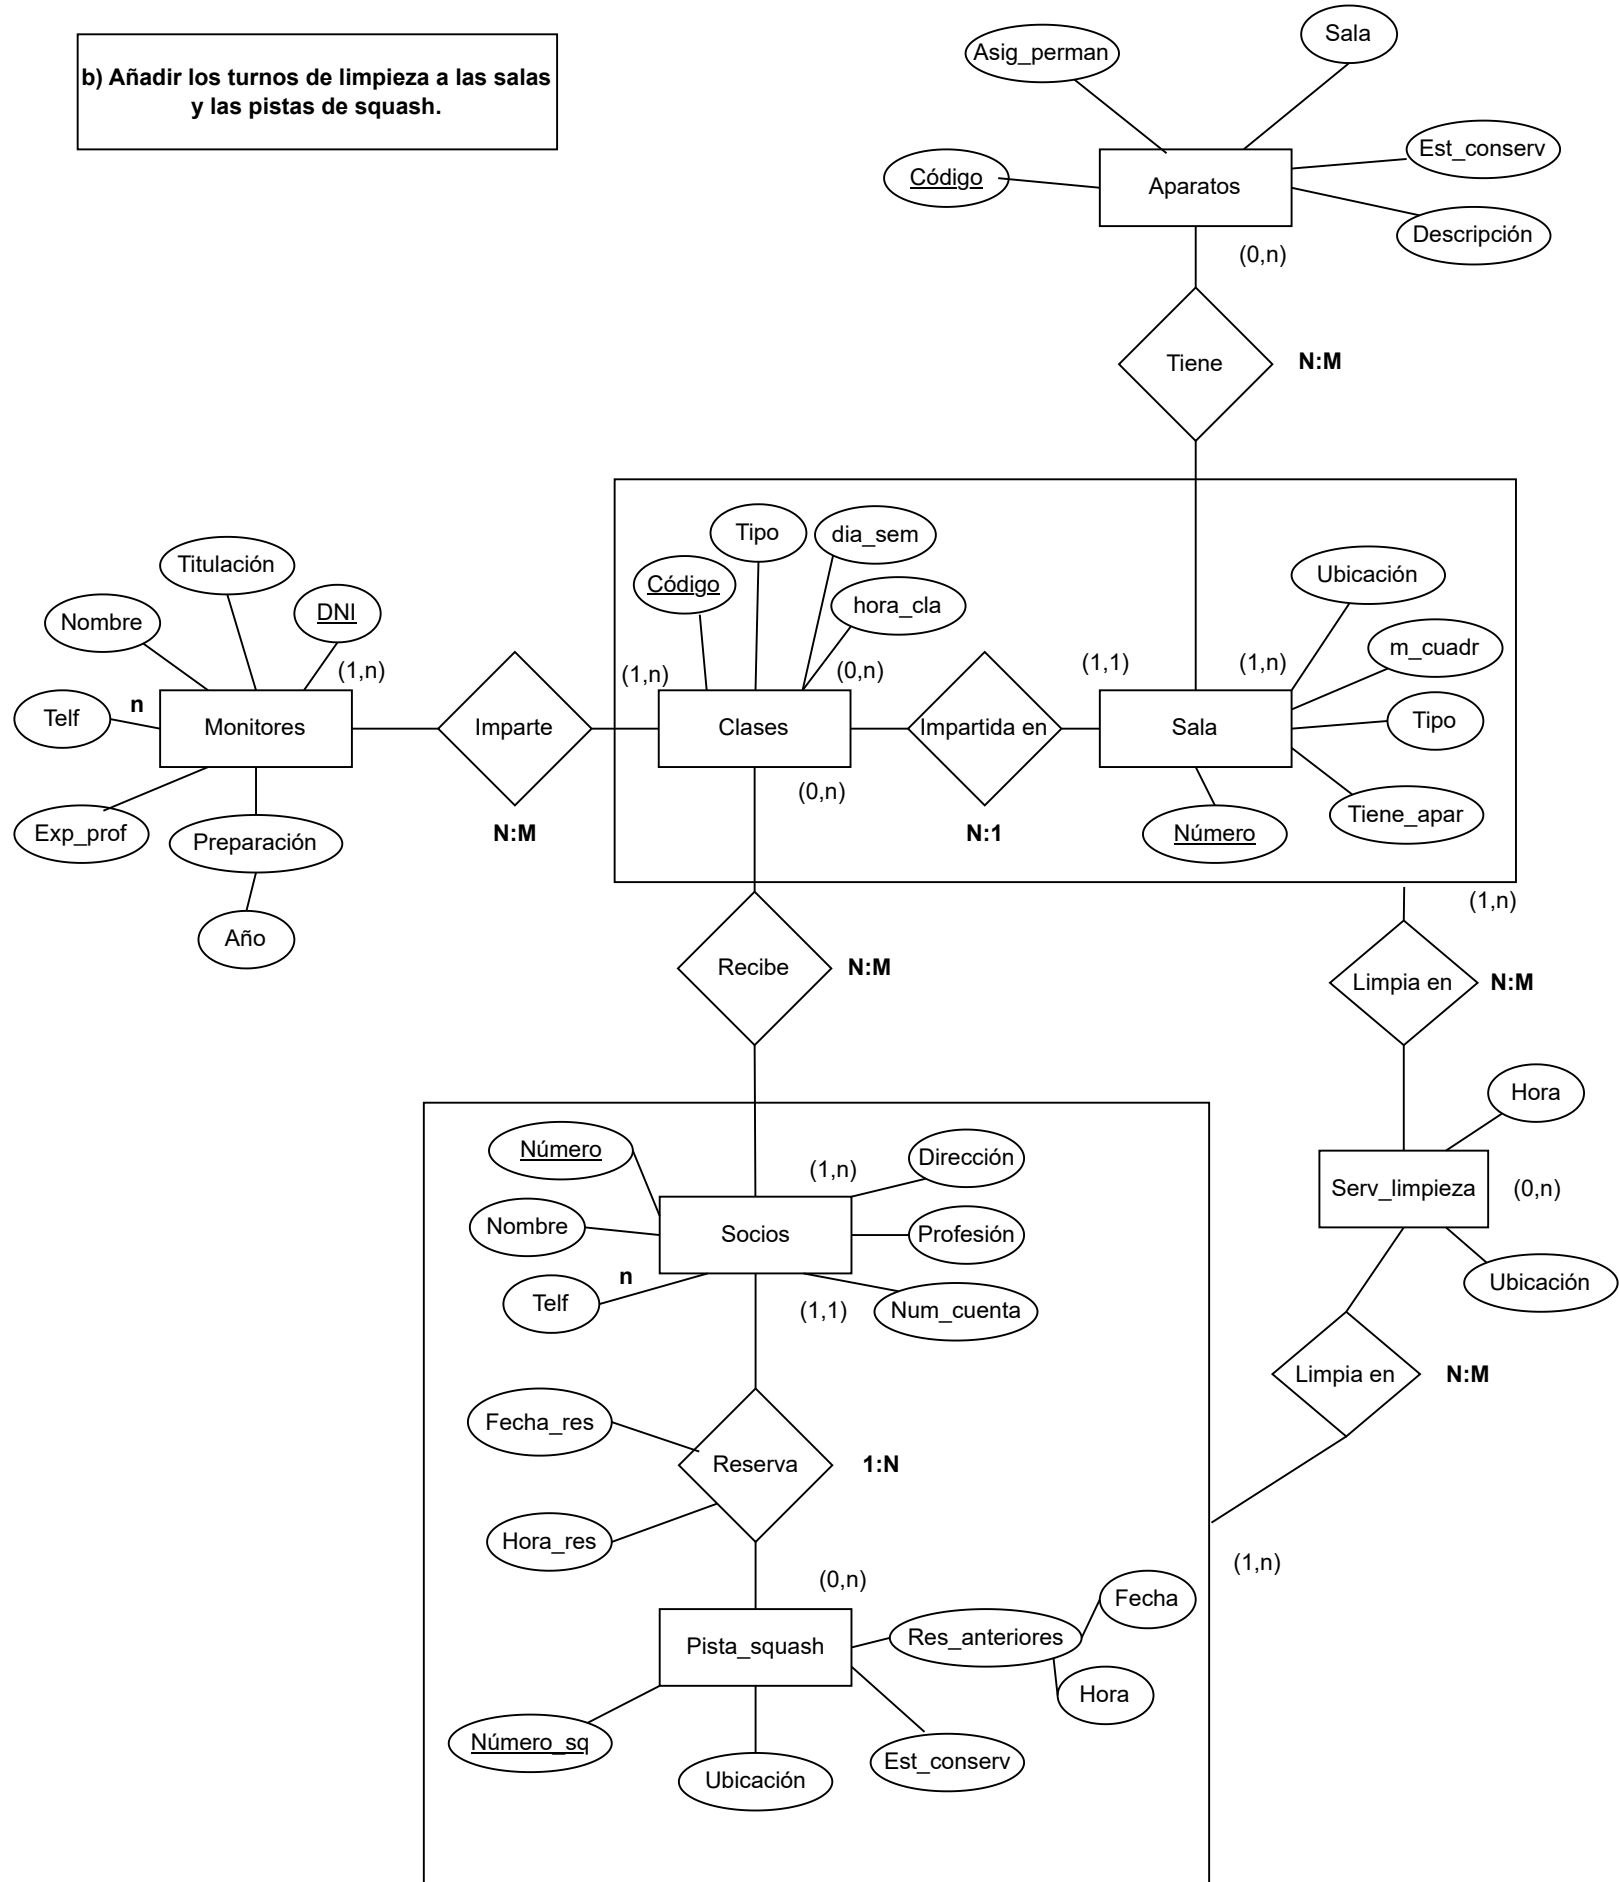 b) Añadir los turnos de limpieza a las salas
y las pistas de squash.
Asig_perman
Sala
Código
Aparatos
Est_conserv
Descripción
(0,n)
Tiene
N:M
Titulación
Nombre
DNI
(1,n)
Telf
n
Monitores
Exp_prof
Preparación
Año
Imparte
N:M
Código
Tipo
dia_sem
hora_cla
(1,n)
(0,n)
Clases
(0,n)
Impartida en
N:1
(1,1)
(1,n)
Sala
Ubicación
m_cuadr
Tipo
Tiene_apar
Número
(1,n)
Recibe
N:M
Limpia en
N:M
Hora
Serv_limpieza
(0,n)
Ubicación
Limpia en
N:M
(1,n)
Número
(1,n)
Dirección
Nombre
Socios
Profesión
Telf
n
(1,1)
Num_cuenta
Fecha_res
Reserva
1:N
Hora_res
(0,n)
Pista_squash
Res_anteriores
Fecha
Hora
Número_sq
Ubicación
Est_conserv